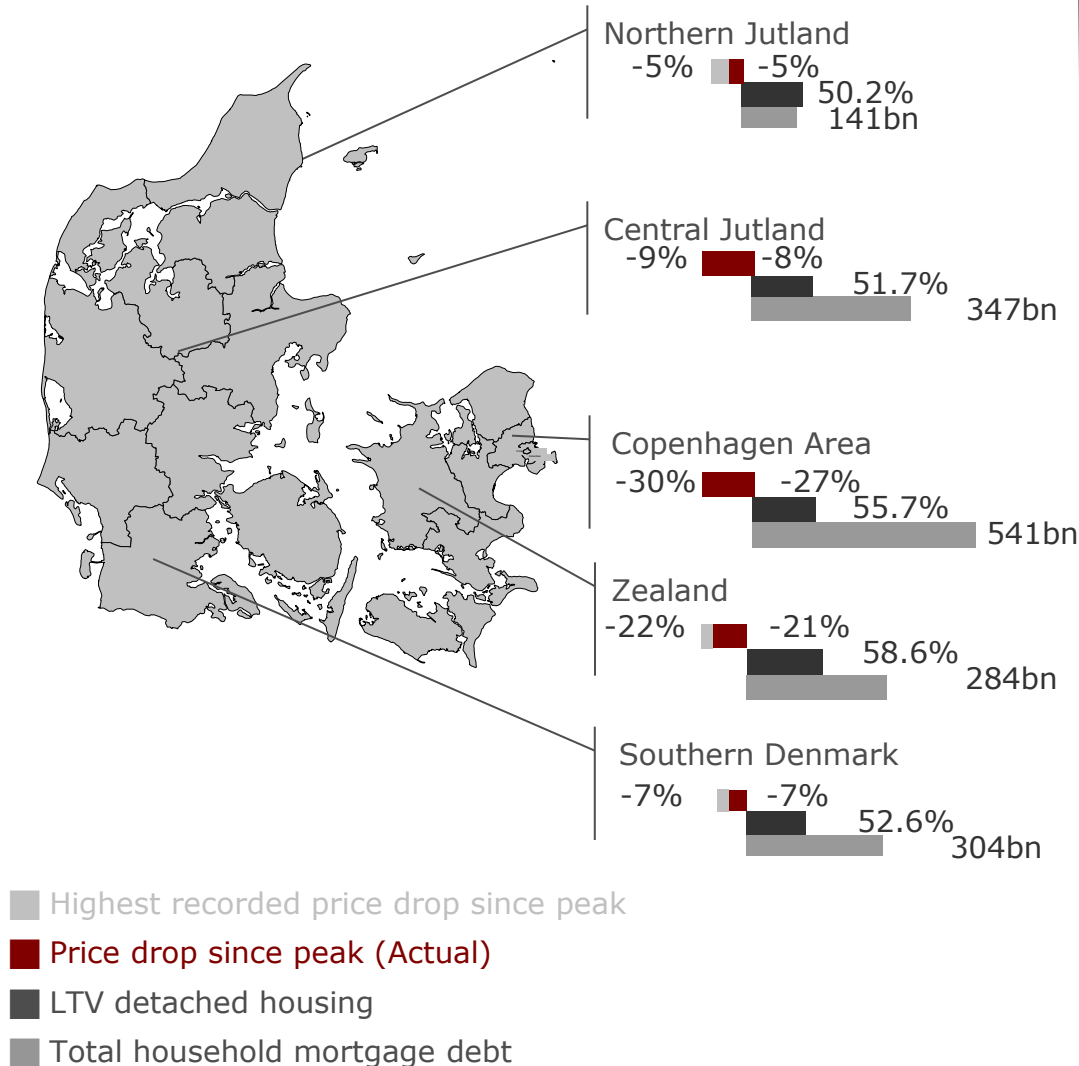 Northern Jutland
-5% -5%
50.2%
141bn
Central Jutland
-9% -8%
51.7%
347bn
Copenhagen Area
-30% -27%
55.7%
541bn
Zealand
-22% -21%
58.6%
284bn
Southern Denmark
-7% -7%
52.6%
304bn
Highest recorded price drop since peak
Price drop since peak (Actual)
LTV detached housing
Total household mortgage debt